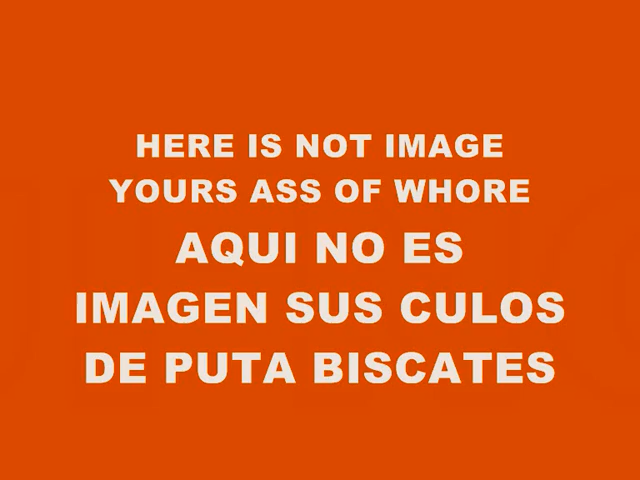 HERE IS NOT IMAGE
YOURS ASS OF WHORE
AQUI NO ES
IMAGEN SUS CULOS
DE PUTA BISCATES